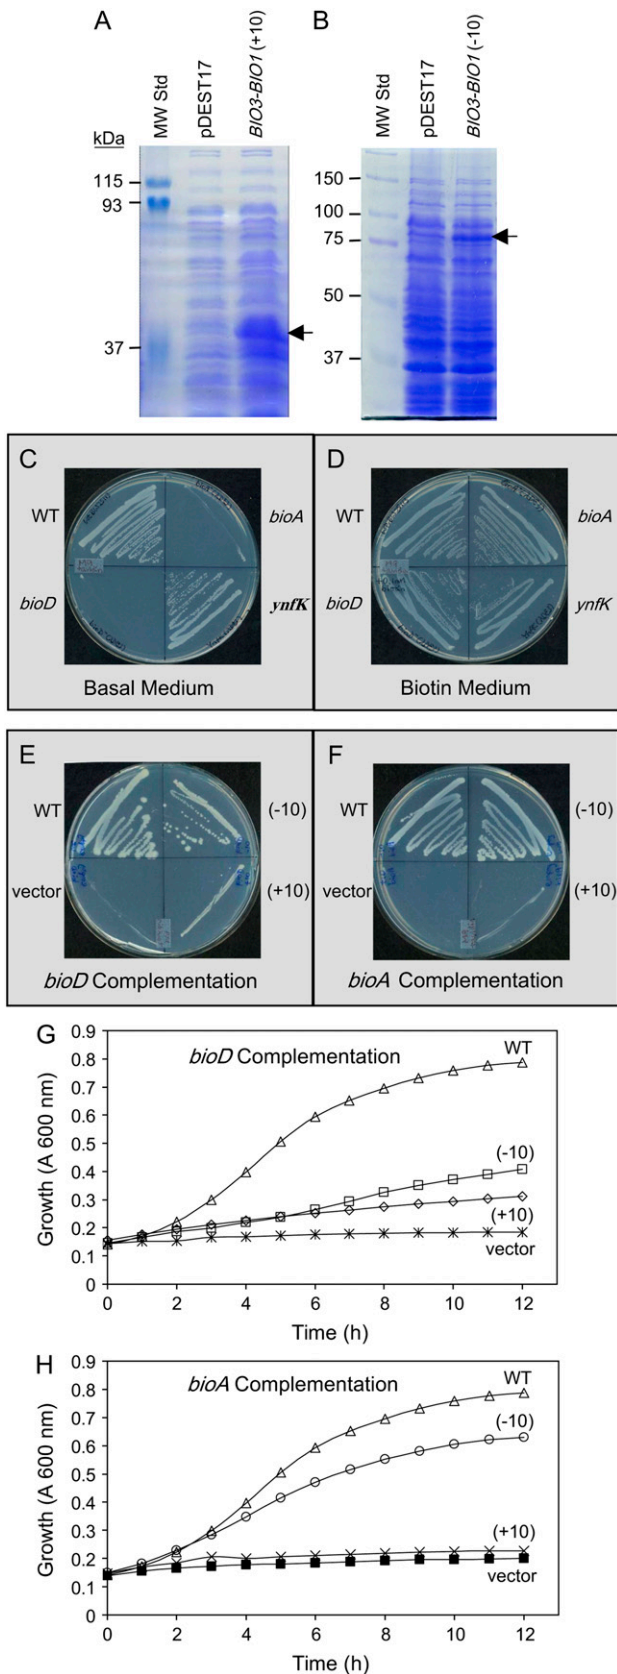 A
B
MW Std
pDEST17
BIO3-BIO1 (+10)
MW Std
pDEST17
BIO3-BIO1 (-10)
kDa
115
93
37
150
100
75
50
37
C
D
WT
bioA
WT
bioA
bioD
ynfK
bioD
ynfK
Basal Medium
Biotin Medium
E
F
WT
(-10)
WT
(-10)
vector
(+10)
vector
(+10)
bioD Complementation
bioA Complementation
G
bioD Complementation
WT
(-10)
(+10)
vector
Growth (A 600 nm)
0.9
0.8
0.7
0.6
0.5
0.4
0.3
0.2
0.1
0
0 2 4 6 8 10 12
Time (h)
H
bioA Complementation
WT
(-10)
(+10)
vector
Growth (A 600 nm)
0.9
0.8
0.7
0.6
0.5
0.4
0.3
0.2
0.1
0
0 2 4 6 8 10 12
Time (h)